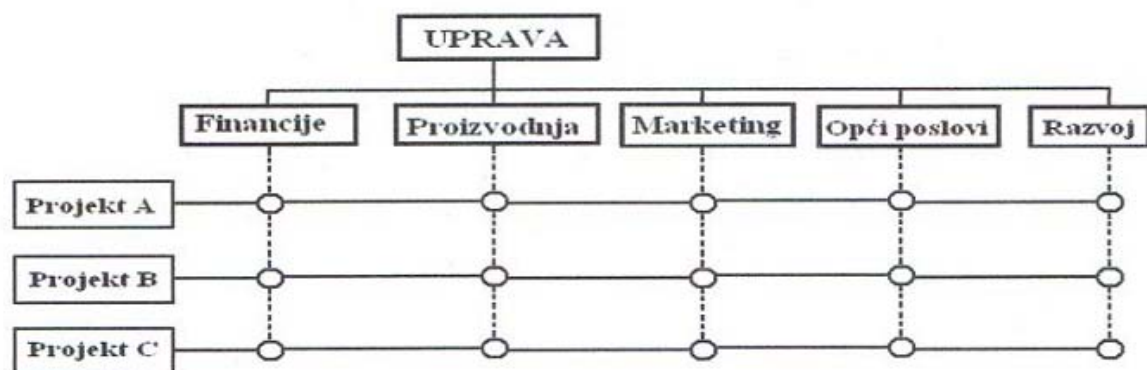 UPRAVA
Financije
Proizvodnja
Marketing
Opći poslovi
Razvoj
Projekt A
Projekt B
Projekt C